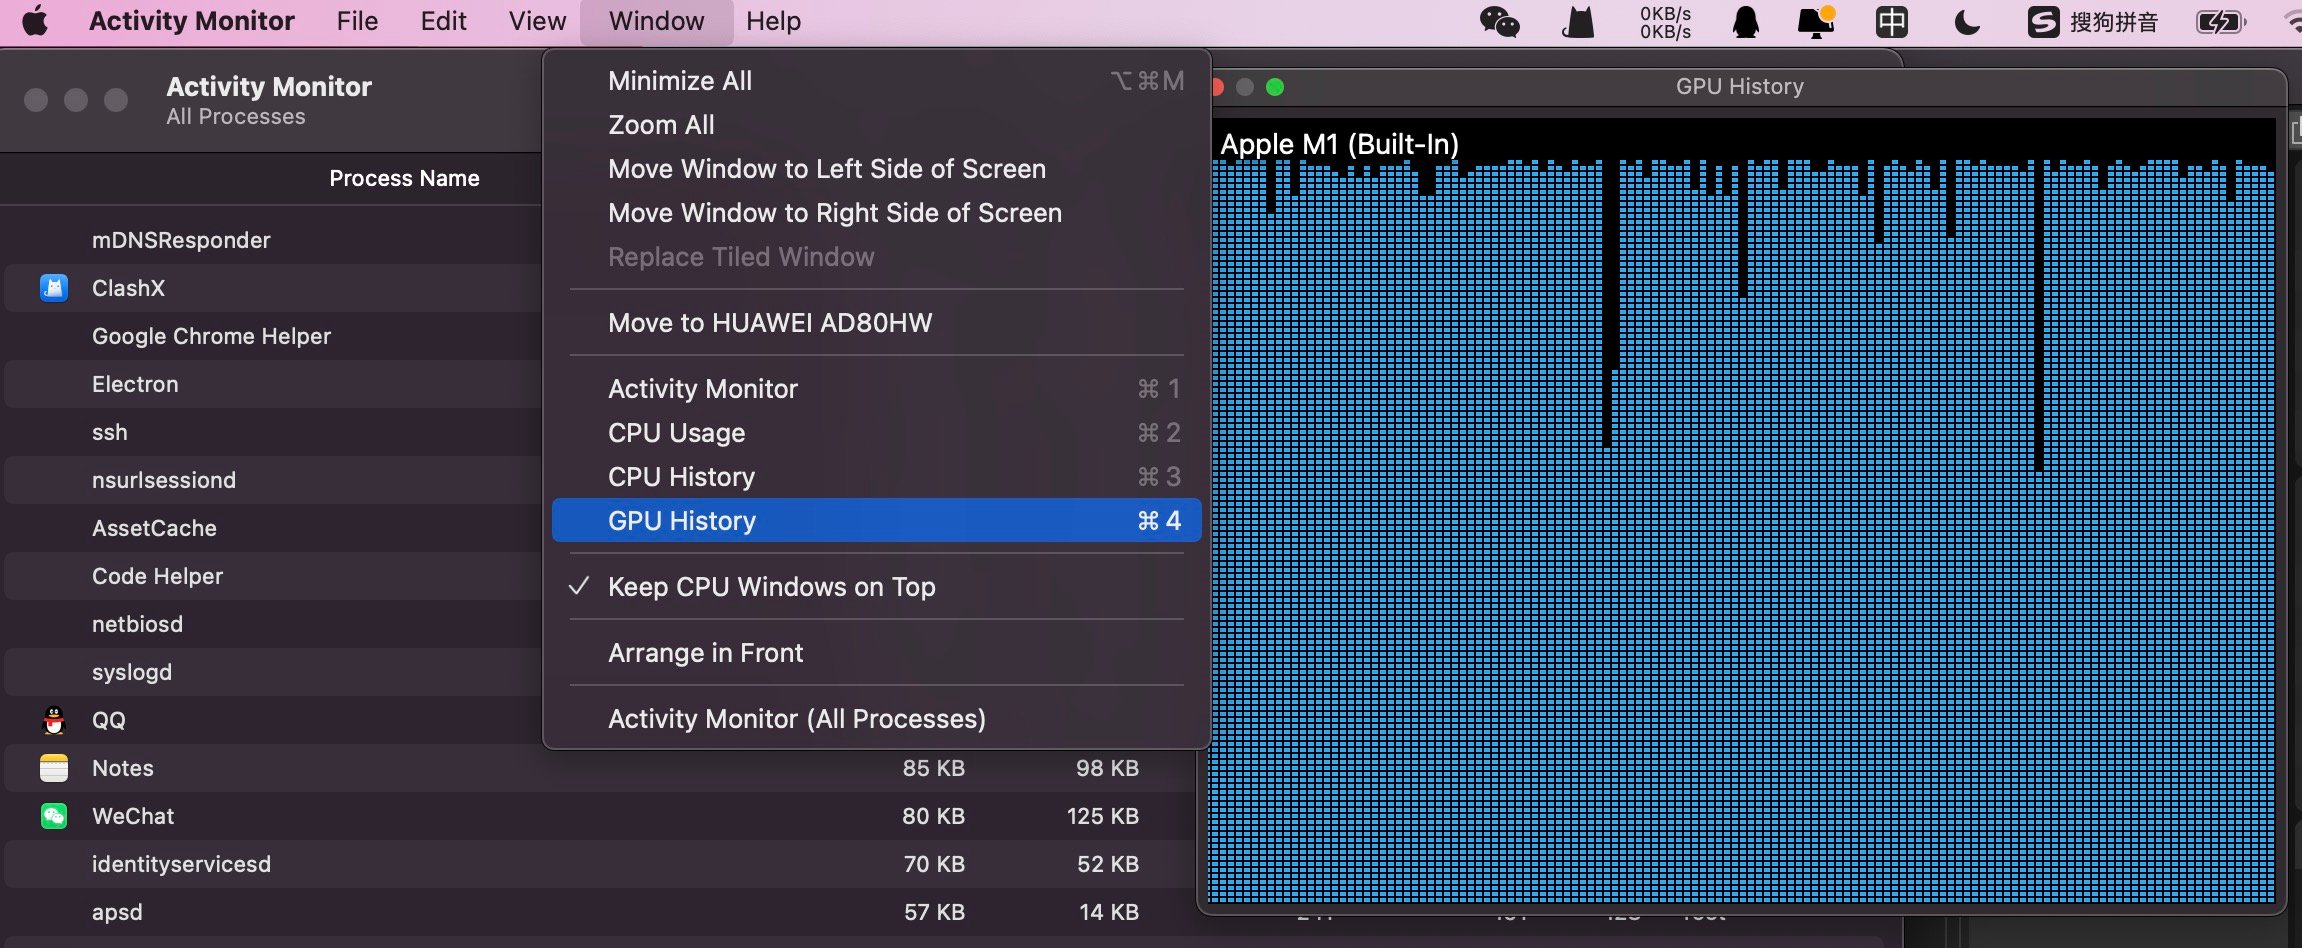 Activity Monitor File Edit View Window Help 0KB/s 中 S 搜狗拼音
0KB/s
Activity Monitor
All Processes
Process Name
mDNSResponder
ClashX
Google Chrome Helper
Electron
ssh
nsurlsessiond
AssetCache
Code Helper
netbiosd
syslogd
QQ
Notes 85 KB 98 KB
WeChat 80 KB 125 KB
identityservicesd 70 KB 52 KB
apsd 57 KB 14 KB
Minimize All ⌥⌘M
Zoom All
Move Window to Left Side of Screen
Move Window to Right Side of Screen
Replace Tiled Window
Move to HUAWEI AD80HW
Activity Monitor ⌘ 1
CPU Usage ⌘ 2
CPU History ⌘ 3
GPU History ⌘ 4
✓ Keep CPU Windows on Top
Arrange in Front
Activity Monitor (All Processes)
GPU History
Apple M1 (Built-In)